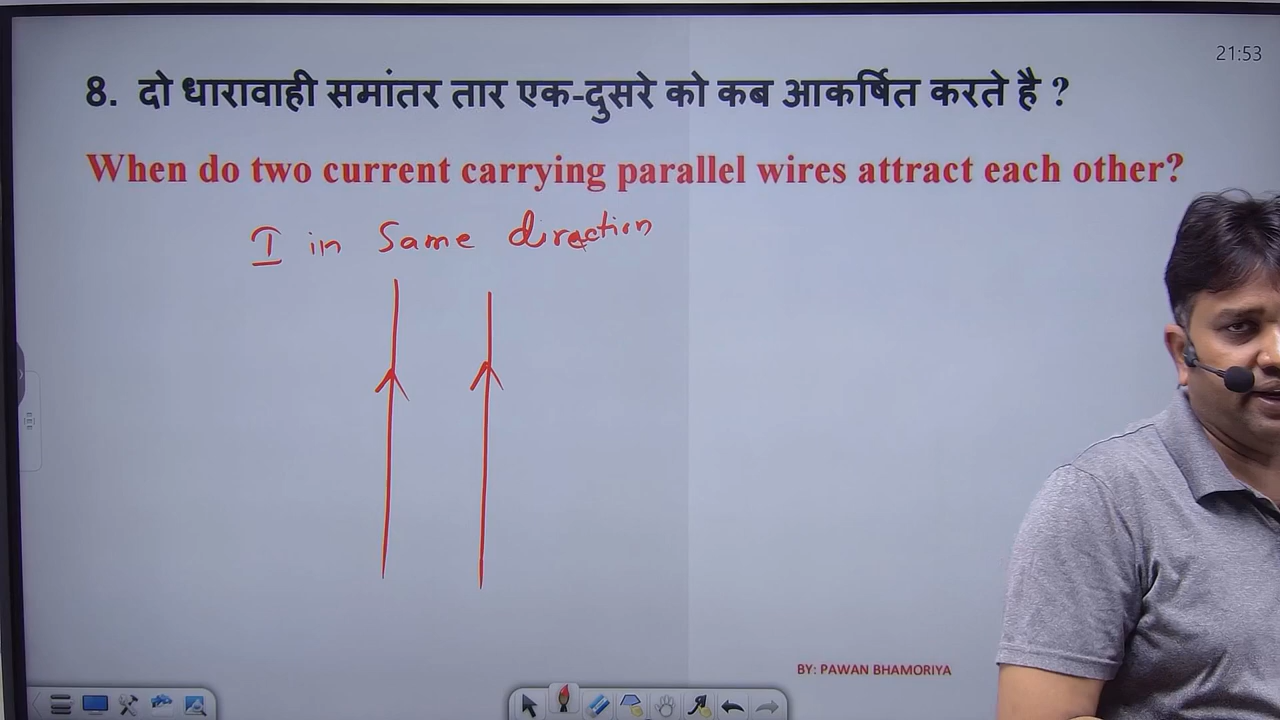 21:53
8. दो धारावाही समांतर तार एक-दुसरे को कब आकर्षित करते है ?
When do two current carrying parallel wires attract each other?
I in Same direction
BY: PAWAN BHAMORIYA